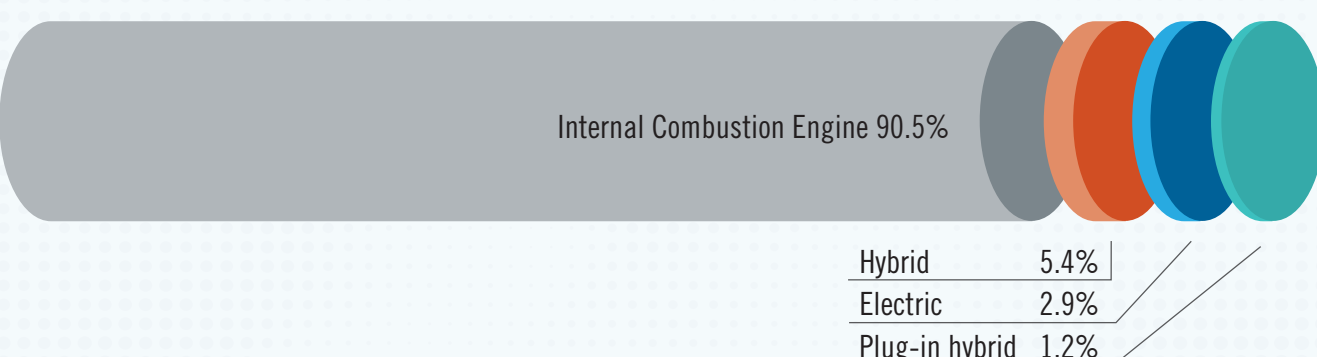 Internal Combustion Engine 90.5%
Hybrid 5.4%
Electric 2.9%
Plug-in hybrid 1.2%